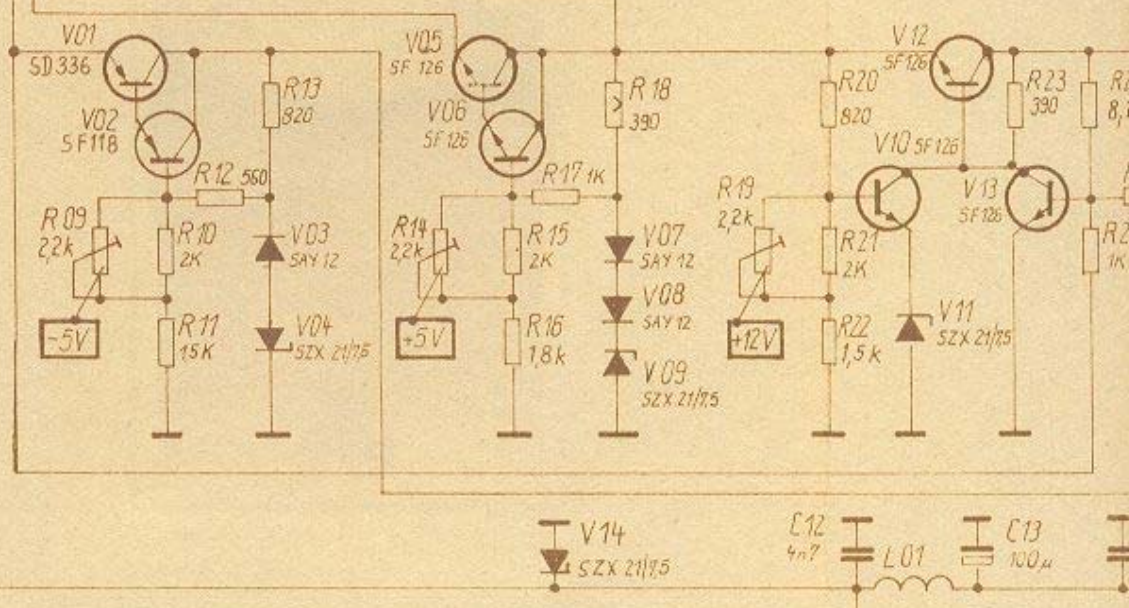 V01
SD336
R13
820
V02
SF118
R12 560
R09
2,2k
R10
2K
V03
SAY 12
-5V
R11
15K
V04
SZX 21/7,5
V05
SF 126
V06
SF 126
R18
390
R17 1K
R14
2,2k
R15
2K
V07
SAY 12
V08
SAY 12
+5V
R16
1,8k
V09
SZX 21/7,5
V12
SF126
R20
820
R23
390
8,
V10 SF126
R19
2,2k
V13
SF126
R21
2K
1K
+12V
R22
1,5k
V11
SZX 21/7,5
V14
SZX 21/7,5
C12
4n7
L01
C13
100µ